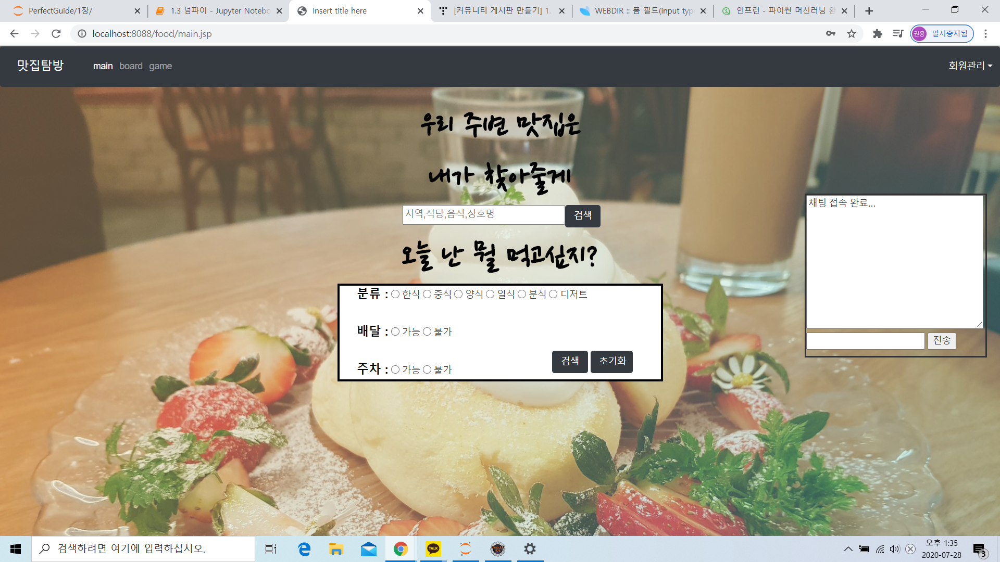 PerfectGuide/1장/
1.3 넘파이 - Jupyter Notebo
Insert title here
[커뮤니티 게시판 만들기] 1.
WEBDIR :: 폼 필드(input typ
인프런 - 파이썬 머신러닝 완
localhost:8088/food/main.jsp
권용 일시중지됨
맛집탐방 main board game 회원관리
우리 주변 맛집은
내가 찾아줄게
지역,식당,음식,상호명 검색
오늘 난 뭘 먹고싶지?
분류 : 한식 중식 양식 일식 분식 디저트
배달 : 가능 불가
주차 : 가능 불가
검색 초기화
채팅 접속 완료...
전송
검색하려면 여기에 입력하십시오.
TALK
오후 1:35
2020-07-28
3